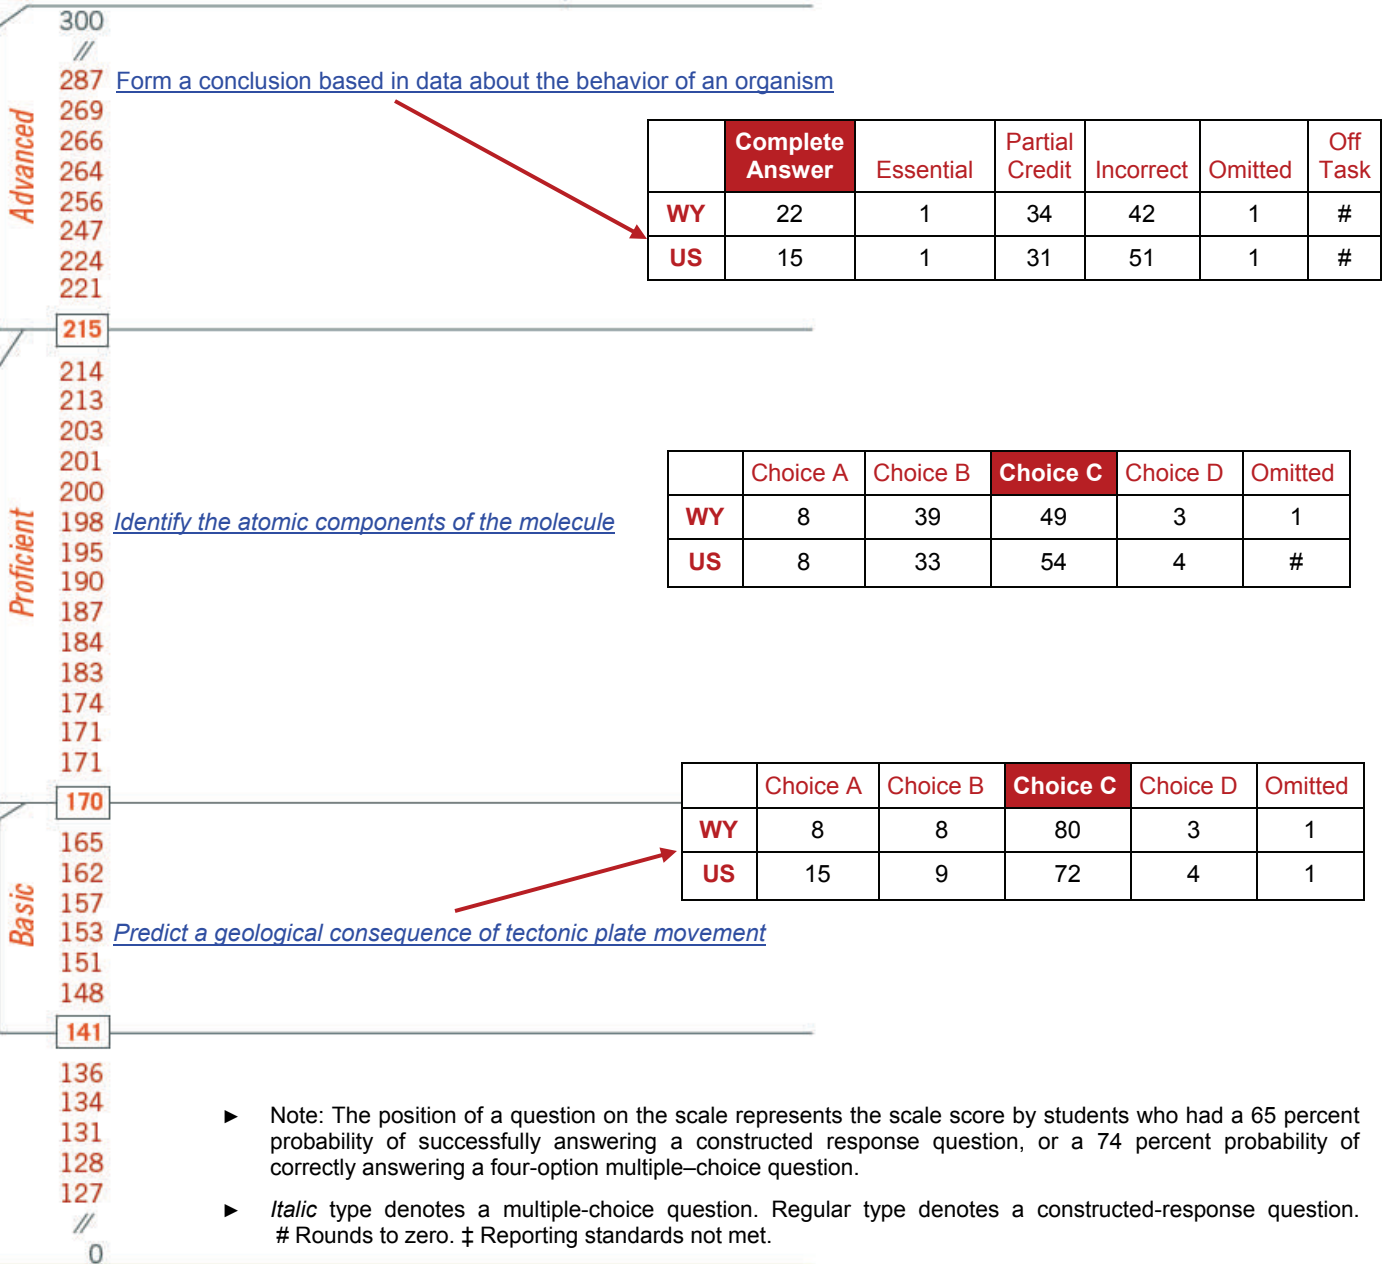 300
//
287 Form a conclusion based in data about the behavior of an organism
269
266
264
256
247
224
221
Advanced
Complete Answer Essential Partial Credit Incorrect Omitted Off Task
WY 22 1 34 42 1 #
US 15 1 31 51 1 #
215
214
213
203
201
200
198 Identify the atomic components of the molecule
195
190
187
184
183
174
171
171
Proficient
Choice A Choice B Choice C Choice D Omitted
WY 8 39 49 3 1
US 8 33 54 4 #
170
165
162
157
153 Predict a geological consequence of tectonic plate movement
151
148
Basic
Choice A Choice B Choice C Choice D Omitted
WY 8 8 80 3 1
US 15 9 72 4 1
141
136
134
131
128
127
//
0
► Note: The position of a question on the scale represents the scale score by students who had a 65 percent
probability of successfully answering a constructed response question, or a 74 percent probability of
correctly answering a four-option multiple–choice question.
► Italic type denotes a multiple-choice question. Regular type denotes a constructed-response question.
# Rounds to zero. ‡ Reporting standards not met.